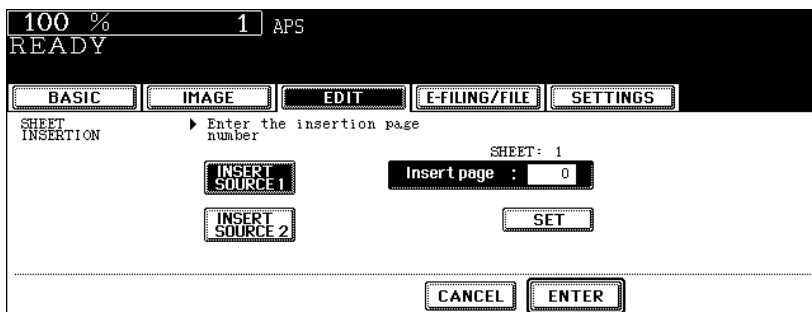 100 % 1 APS
READY
BASIC IMAGE EDIT E-FILING/FILE SETTINGS
SHEET INSERTION
▶ Enter the insertion page number
SHEET: 1
INSERT SOURCE 1
Insert page : 0
INSERT SOURCE 2
SET
CANCEL ENTER